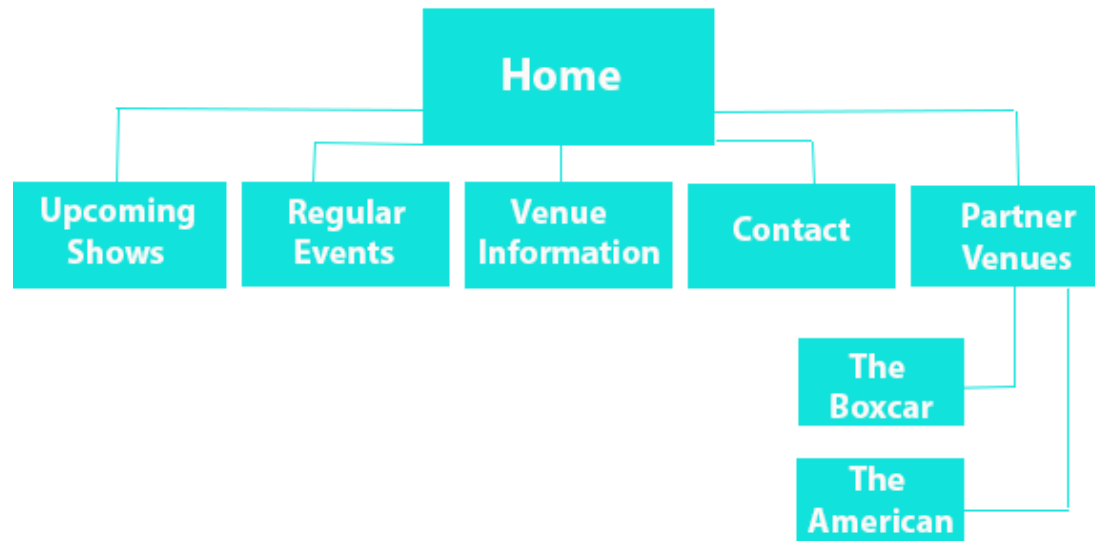 Home
Upcoming
Shows
Regular
Events
Venue
Information
Contact
Partner
Venues
The
Boxcar
The
American